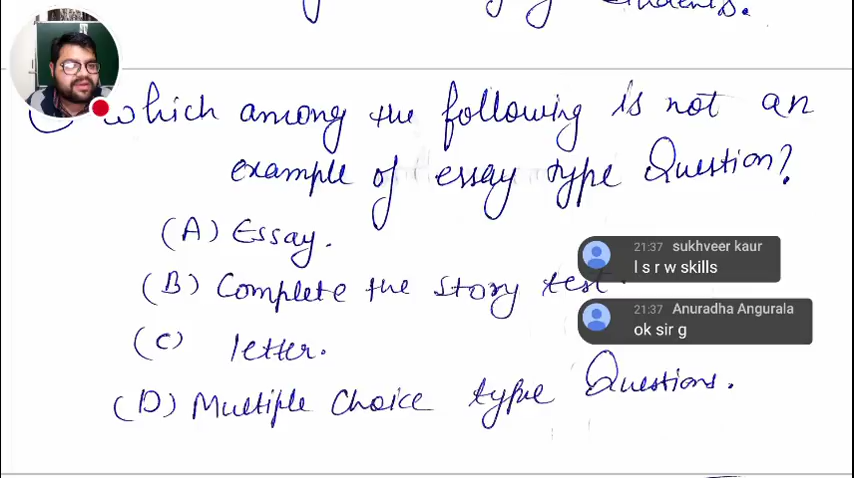 students.
which among the following is not an
example of essay type Question?
(A) Essay.
21:37 sukhveer kaur
l s r w skills
(B) Complete the story test.
21:37 Anuradha Angurala
ok sir g
(C) letter.
(D) Multiple Choice type Questions.